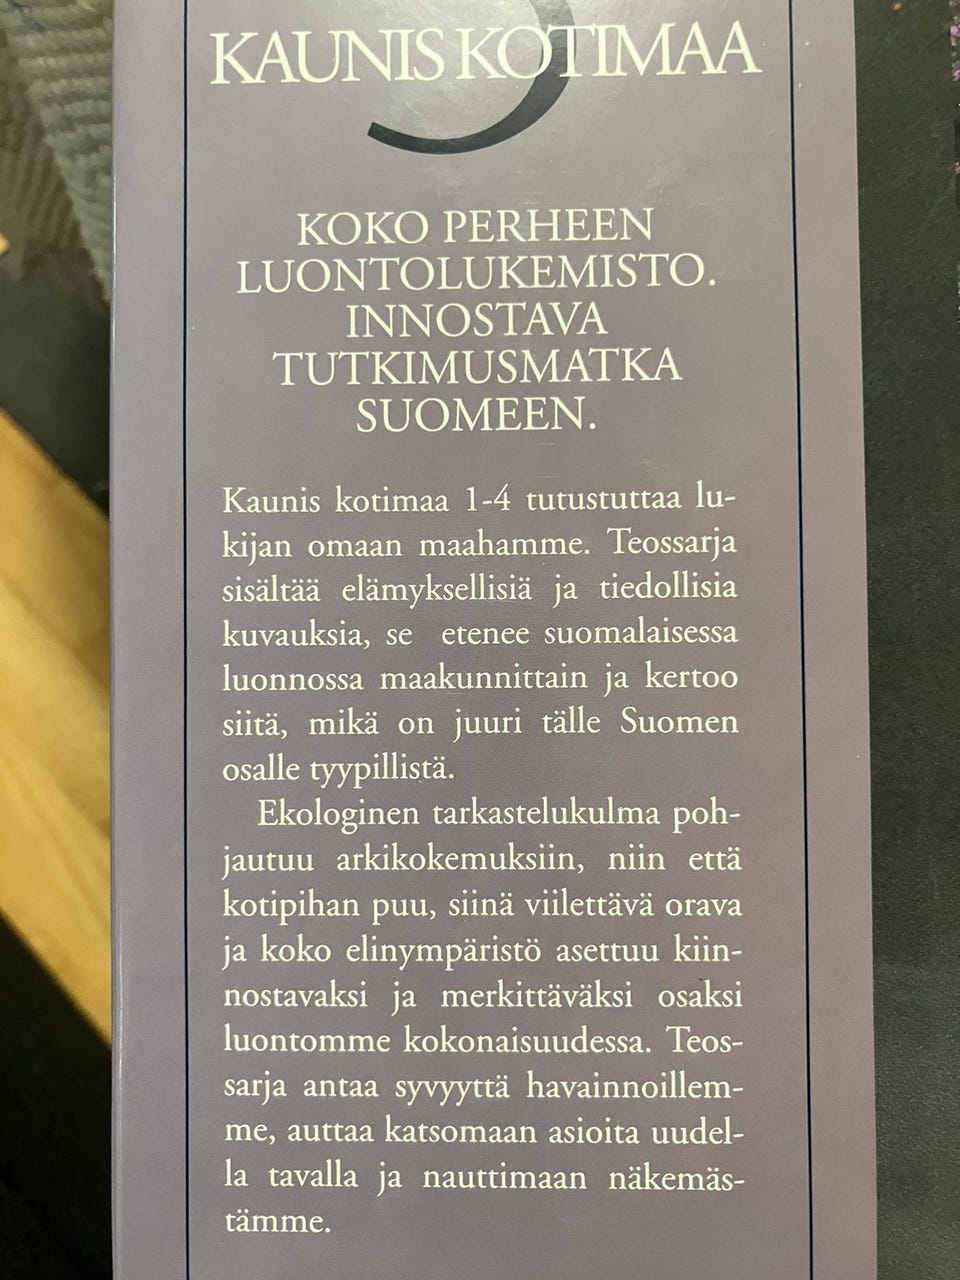 KAUNIS KOTIMAA
KOKO PERHEEN
LUONTOLUKEMISTO.
INNOSTAVA
TUTKIMUSMATKA
SUOMEEN.
Kaunis kotimaa 1-4 tutustuttaa lu-
kijan omaan maahamme. Teossarja
sisältää elämyksellisiä ja tiedollisia
kuvauksia, se etenee suomalaisessa
luonnossa maakunnittain ja kertoo
siitä, mikä on juuri tälle Suomen
osalle tyypillistä.
Ekologinen tarkastelukulma poh-
jautuu arkikokemuksiin, niin että
kotipihan puu, siinä viilettävä orava
ja koko elinympäristö asettuu kiin-
nostavaksi ja merkittäväksi osaksi
luontomme kokonaisuudessa. Teos-
sarja antaa syvyyttä havainnoillem-
me, auttaa katsomaan asioita uudel-
la tavalla ja nauttimaan näkemäs-
tämme.